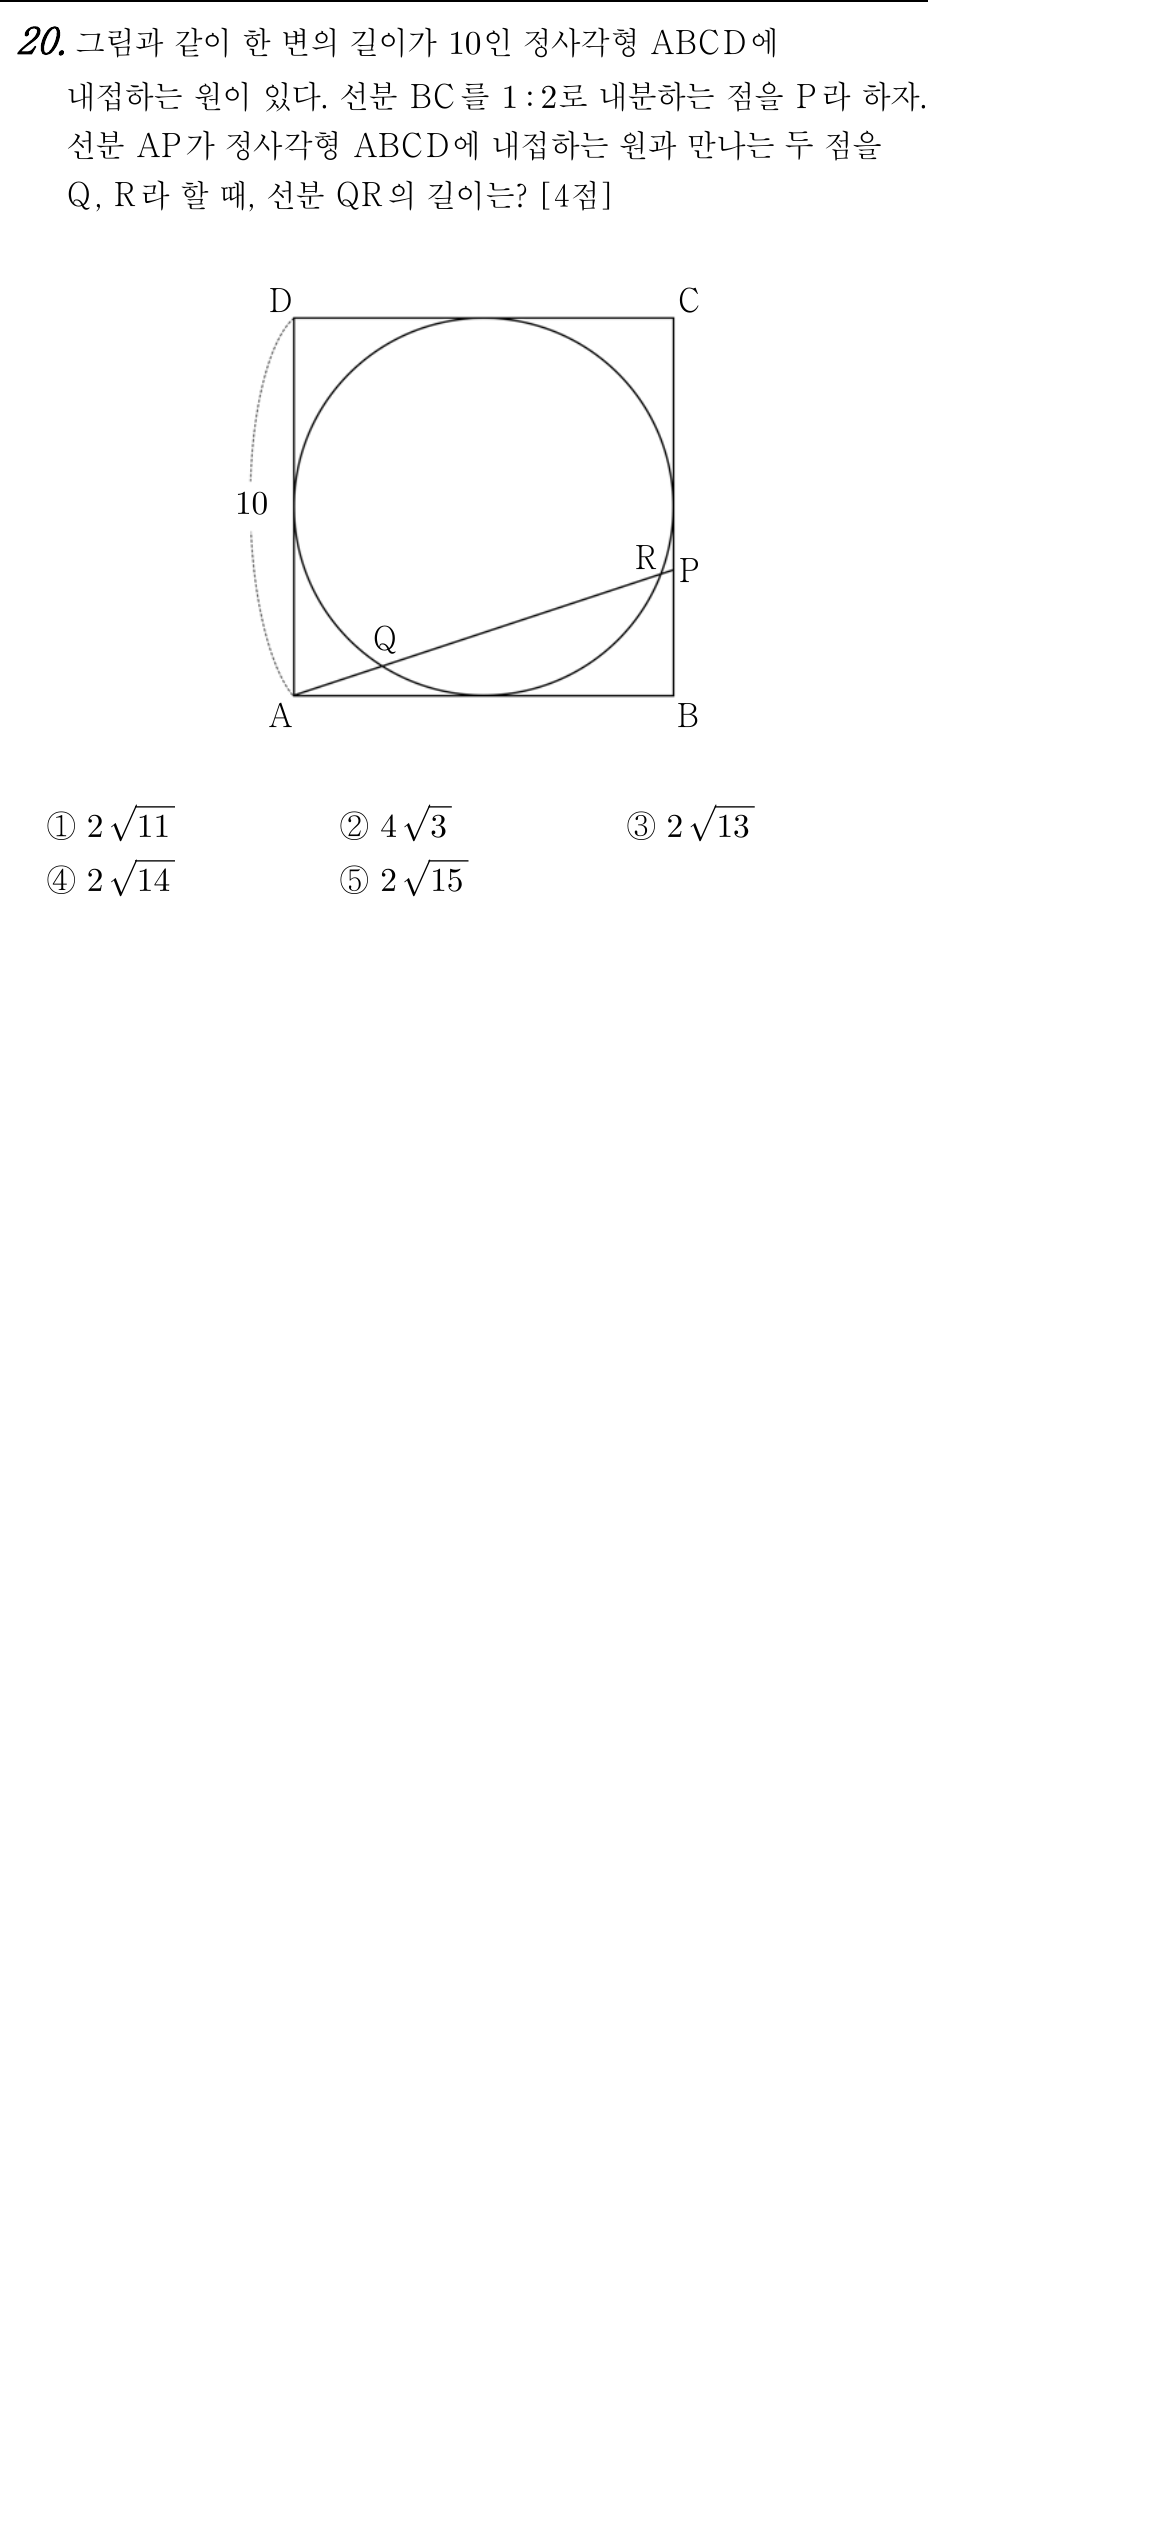 20. 그림과 같이 한 변의 길이가 10인 정사각형 ABCD에
내접하는 원이 있다. 선분 BC를 1:2로 내분하는 점을 P라 하자.
선분 AP가 정사각형 ABCD에 내접하는 원과 만나는 두 점을
Q, R라 할 때, 선분 QR의 길이는? [4점]
D C
10
R P
Q
A B
① 2√11 ② 4√3 ③ 2√13
④ 2√14 ⑤ 2√15